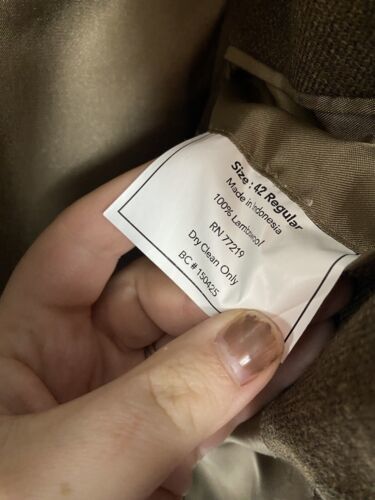 Size : 42 Regular
Made in Indonesia
100% Lambswool
RN 77219
Dry Clean Only
BC # 150425